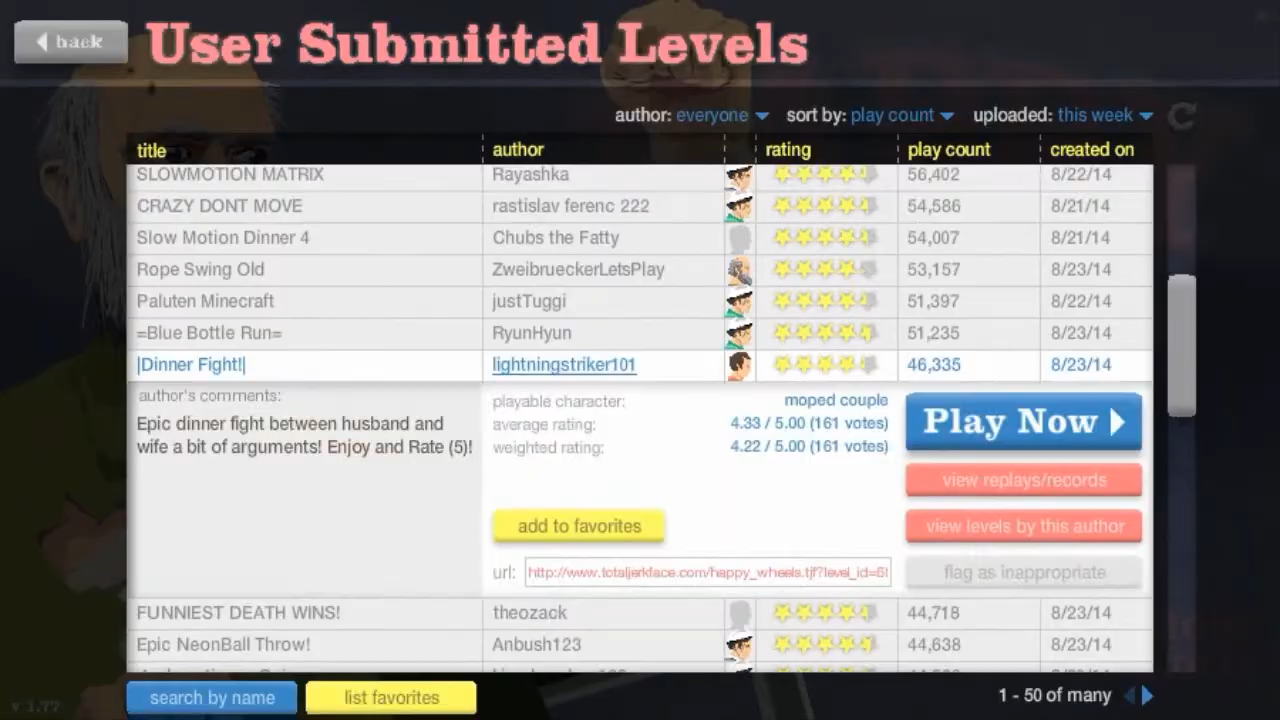 back
User Submitted Levels
author: everyone sort by: play count uploaded: this week
title author rating play count created on
SLOWMOTION MATRIX Rayashka 56,402 8/22/14
CRAZY DONT MOVE rastislav ferenc 222 54,586 8/21/14
Slow Motion Dinner 4 Chubs the Fatty 54,007 8/21/14
Rope Swing Old ZweibrueckerLetsPlay 53,157 8/23/14
Paluten Minecraft justTuggi 51,397 8/22/14
=Blue Bottle Run= RyunHyun 51,235 8/23/14
|Dinner Fight!| lightningstriker101 46,335 8/23/14
author's comments:
Epic dinner fight between husband and
wife a bit of arguments! Enjoy and Rate (5)!
playable character: moped couple
average rating: 4.33 / 5.00 (161 votes)
weighted rating: 4.22 / 5.00 (161 votes)
add to favorites
url: http://www.totaljerkface.com/happy_wheels.tjf?level_id=6
Play Now
view replays/records
view levels by this author
flag as inappropriate
FUNNIEST DEATH WINS! theozack 44,718 8/23/14
Epic NeonBall Throw! Anbush123 44,638 8/23/14
search by name list favorites 1 - 50 of many
v 1.77